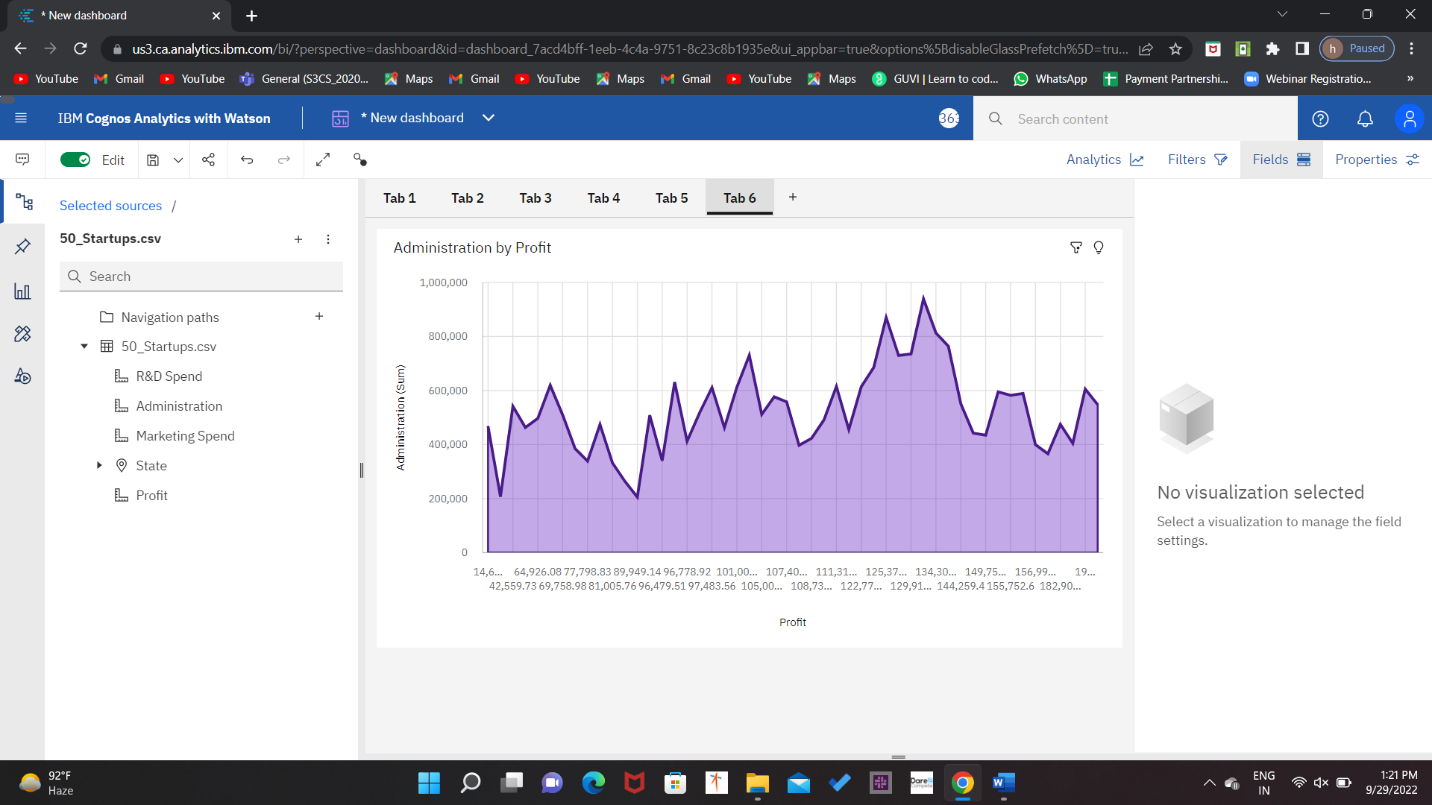 * New dashboard
us3.ca.analytics.ibm.com/bi/?perspective=dashboard&id=dashboard_7acd4bff-1eeb-4c4a-9751-8c23c8b1935e&ui_appbar=true&options%5BdisableGlassPrefetch%5D=tru...
h Paused
YouTube Gmail YouTube General (S3CS_2020... Maps Gmail YouTube Maps Gmail YouTube Maps GUVI | Learn to cod... WhatsApp Payment Partnershi... Webinar Registratio... »
IBM Cognos Analytics with Watson * New dashboard 363 Search content
Edit Analytics Filters Fields Properties
Selected sources /
50_Startups.csv
Search
Navigation paths
50_Startups.csv
R&D Spend
Administration
Marketing Spend
State
Profit
Tab 1 Tab 2 Tab 3 Tab 4 Tab 5 Tab 6 +
Administration by Profit
1,000,000
800,000
600,000
400,000
200,000
0
Administration (Sum)
14,6... 64,926.08 77,798.83 89,949.14 96,778.92 101,00... 107,40... 111,31... 125,37... 134,30... 149,75... 156,99... 19...
42,559.73 69,758.98 81,005.76 96,479.51 97,483.56 105,00... 108,73... 122,77... 129,91... 144,259.4 155,752.6 182,90...
Profit
No visualization selected
Select a visualization to manage the field
settings.
92°F
Haze
ENG
IN
1:21 PM
9/29/2022